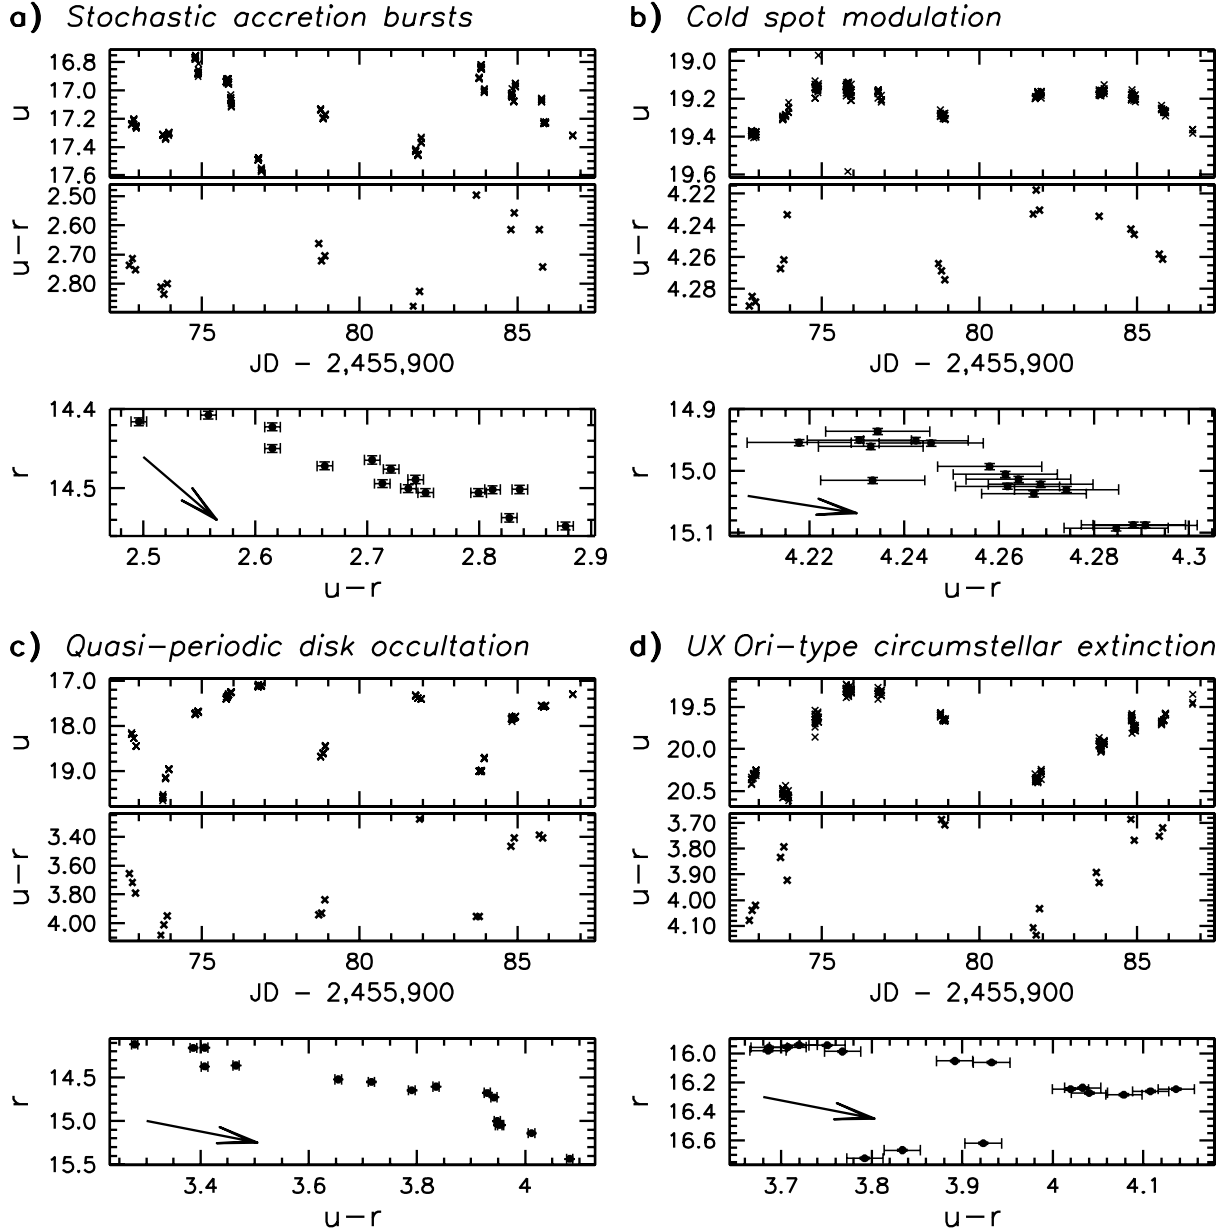 a) Stochastic accretion bursts
16.8
17.0
17.2
17.4
17.6
u
2.50
2.60
2.70
2.80
u-r
75 80 85
JD - 2,455,900
14.4
14.5
r
2.5 2.6 2.7 2.8 2.9
u-r
b) Cold spot modulation
19.0
19.2
19.4
19.6
u
4.22
4.24
4.26
4.28
u-r
75 80 85
JD - 2,455,900
14.9
15.0
15.1
r
4.22 4.24 4.26 4.28 4.3
u-r
c) Quasi-periodic disk occultation
17.0
18.0
19.0
u
3.40
3.60
3.80
4.00
u-r
75 80 85
JD - 2,455,900
14.5
15.0
15.5
r
3.4 3.6 3.8 4
u-r
d) UX Ori-type circumstellar extinction
19.5
20.0
20.5
u
3.70
3.80
3.90
4.00
4.10
u-r
75 80 85
JD - 2,455,900
16.0
16.2
16.4
16.6
r
3.7 3.8 3.9 4 4.1
u-r